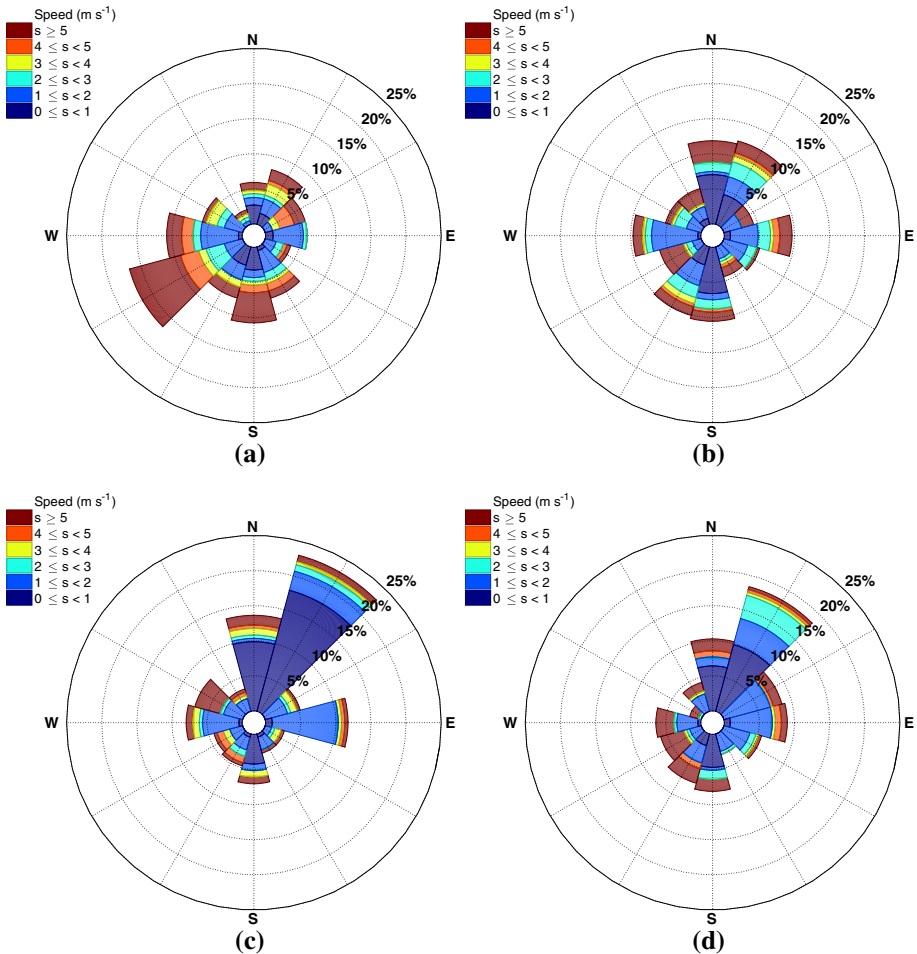 Speed (m s⁻¹)
s ≥ 5
4 ≤ s < 5
3 ≤ s < 4
2 ≤ s < 3
1 ≤ s < 2
0 ≤ s < 1
N
25%
20%
15%
10%
5%
W
E
S
(a)
Speed (m s⁻¹)
s ≥ 5
4 ≤ s < 5
3 ≤ s < 4
2 ≤ s < 3
1 ≤ s < 2
0 ≤ s < 1
N
25%
20%
15%
10%
5%
W
E
S
(b)
Speed (m s⁻¹)
s ≥ 5
4 ≤ s < 5
3 ≤ s < 4
2 ≤ s < 3
1 ≤ s < 2
0 ≤ s < 1
N
25%
20%
15%
10%
5%
W
E
S
(c)
Speed (m s⁻¹)
s ≥ 5
4 ≤ s < 5
3 ≤ s < 4
2 ≤ s < 3
1 ≤ s < 2
0 ≤ s < 1
N
25%
20%
15%
10%
5%
W
E
S
(d)